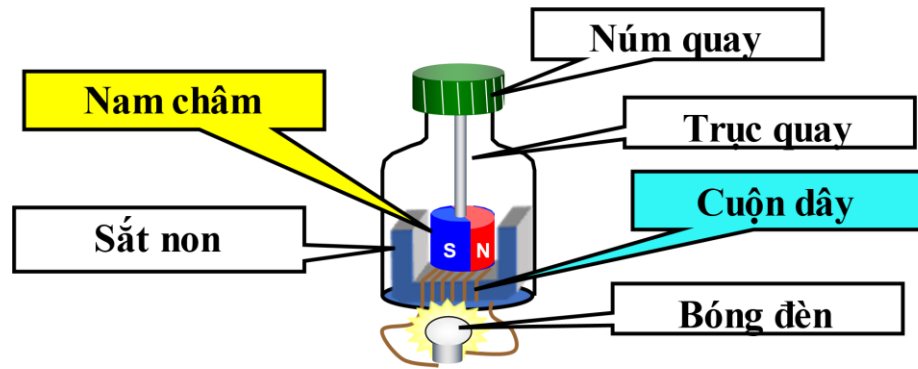 Núm quay
Nam châm
Trục quay
Cuộn dây
Sắt non
S N
Bóng đèn